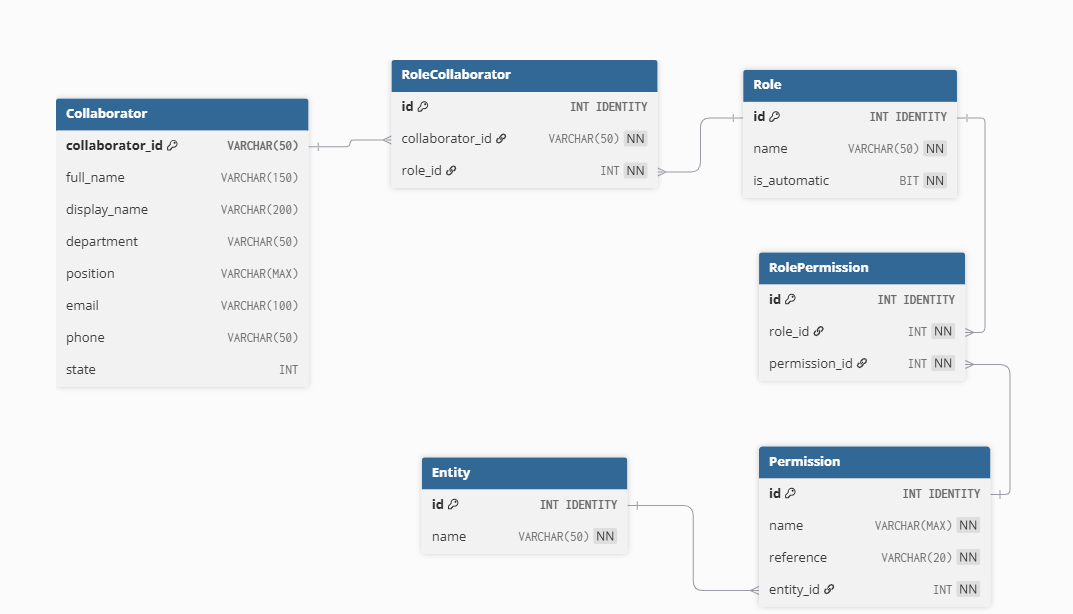 Collaborator
collaborator_id VARCHAR(50)
full_name VARCHAR(150)
display_name VARCHAR(200)
department VARCHAR(50)
position VARCHAR(MAX)
email VARCHAR(100)
phone VARCHAR(50)
state INT
RoleCollaborator
id INT IDENTITY
collaborator_id VARCHAR(50) NN
role_id INT NN
Role
id INT IDENTITY
name VARCHAR(50) NN
is_automatic BIT NN
RolePermission
id INT IDENTITY
role_id INT NN
permission_id INT NN
Entity
id INT IDENTITY
name VARCHAR(50) NN
Permission
id INT IDENTITY
name VARCHAR(MAX) NN
reference VARCHAR(20) NN
entity_id INT NN